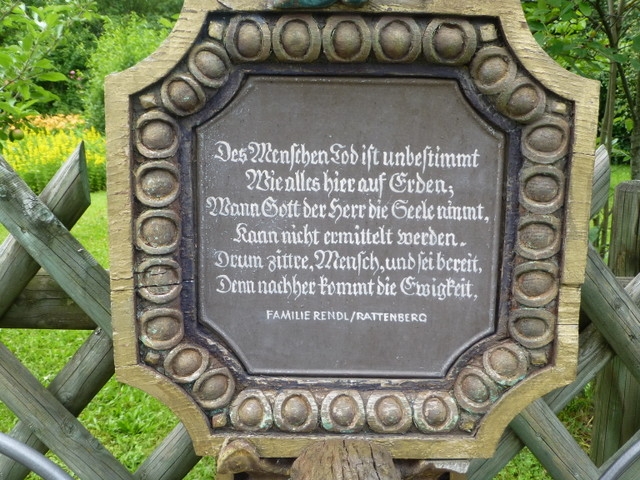 Des Menschen Tod ist unbestimmt
Wie alles hier auf Erden;
Wann Gott der Herr die Seele nimmt,
Kann nicht ermittelt werden.
Drum zittre, Mensch, und sei bereit,
Denn nachher kommt die Ewigkeit.
FAMILIE RENDL/RATTENBERG